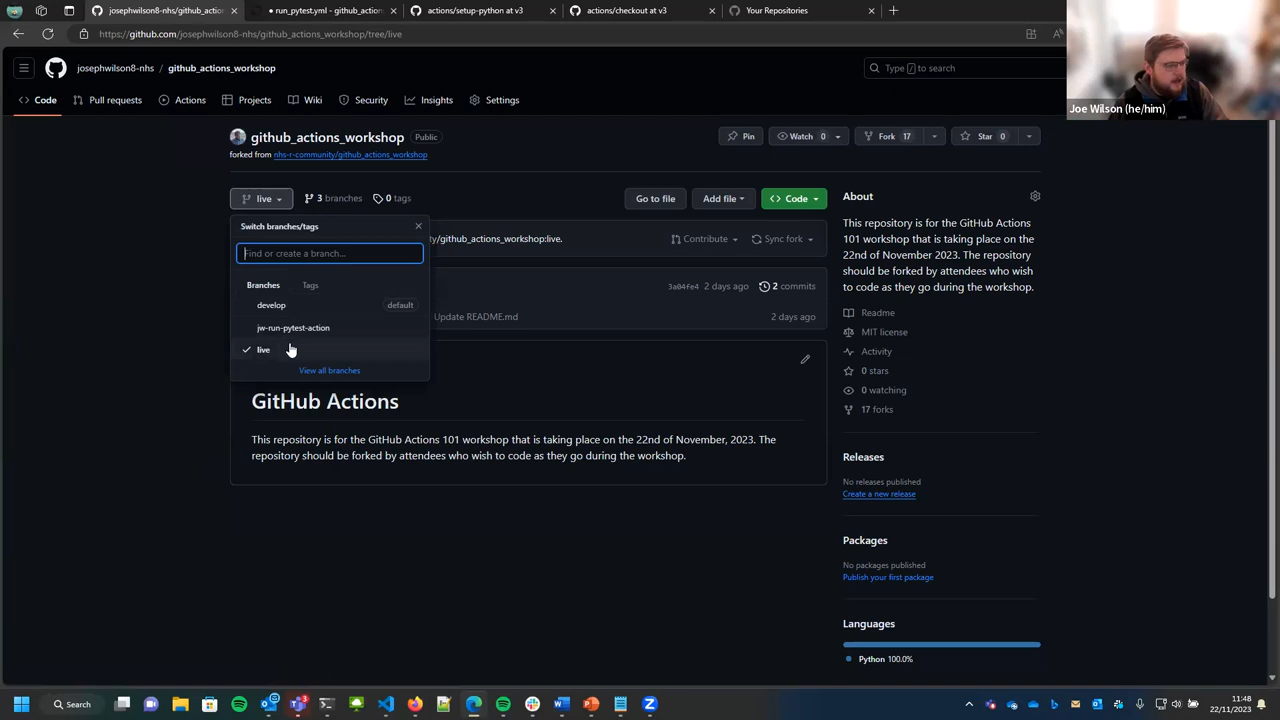 josephwilson8-nhs/github_action
run_pytest.yml - github_actions
actions/setup-python at v3
actions/checkout at v3
Your Repositories
https://github.com/josephwilson8-nhs/github_actions_workshop/tree/live
josephwilson8-nhs / github_actions_workshop
Type / to search
Joe Wilson (he/him)
Code
Pull requests
Actions
Projects
Wiki
Security
Insights
Settings
github_actions_workshop
Public
Pin
Watch 0
Fork 17
Star 0
forked from nhs-r-community/github_actions_workshop
live
3 branches
0 tags
Go to file
Add file
Code
About
Switch branches/tags
Find or create a branch...
y/github_actions_workshop:live.
Contribute
Sync fork
3a04fe4 2 days ago
2 commits
Branches
Tags
develop
default
Update README.md
2 days ago
jw-run-pytest-action
live
View all branches
This repository is for the GitHub Actions
101 workshop that is taking place on the
22nd of November 2023. The repository
should be forked by attendees who wish
to code as they go during the workshop.
Readme
MIT license
Activity
0 stars
0 watching
17 forks
GitHub Actions
This repository is for the GitHub Actions 101 workshop that is taking place on the 22nd of November, 2023. The
repository should be forked by attendees who wish to code as they go during the workshop.
Releases
No releases published
Create a new release
Packages
No packages published
Publish your first package
Languages
Python 100.0%
Search
11:48
22/11/2023